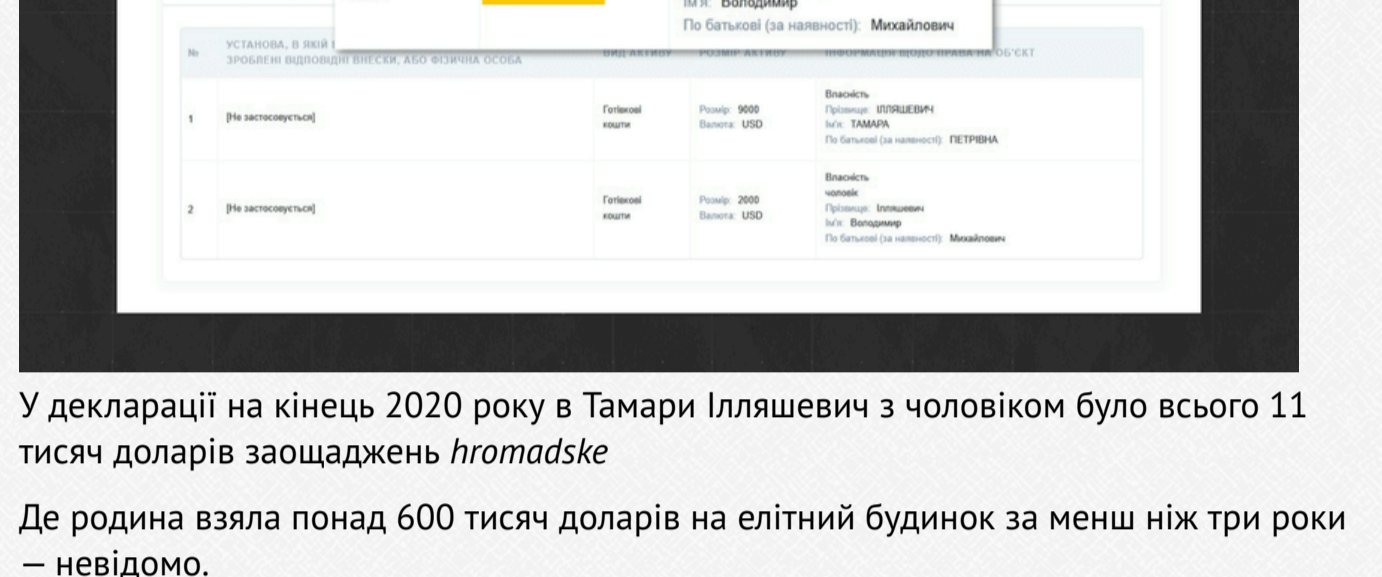 Ім'я: Володимир
По батькові (за наявності): Михайлович
№
УСТАНОВА, В ЯКІЙ
ЗРОБЛЕНІ ВІДПОВІДНІ ВНЕСКИ, АБО ФІЗИЧНА ОСОБА
ВИД АКТИВУ
РОЗМІР АКТИВУ
ІНФОРМАЦІЯ ЩОДО ПРАВА НА ОБ'ЄКТ
1
[Не застосовується]
Готівкові
кошти
Розмір: 9000
Валюта: USD
Власність
Прізвище: ІЛЛЯШЕВИЧ
Ім'я: ТАМАРА
По батькові (за наявності): ПЕТРІВНА
2
[Не застосовується]
Готівкові
кошти
Розмір: 2000
Валюта: USD
Власність
чоловік
Прізвище: Ілляшевич
Ім'я: Володимир
По батькові (за наявності): Михайлович
У декларації на кінець 2020 року в Тамари Ілляшевич з чоловіком було всього 11
тисяч доларів заощаджень hromadske
Де родина взяла понад 600 тисяч доларів на елітний будинок за менш ніж три роки
— невідомо.